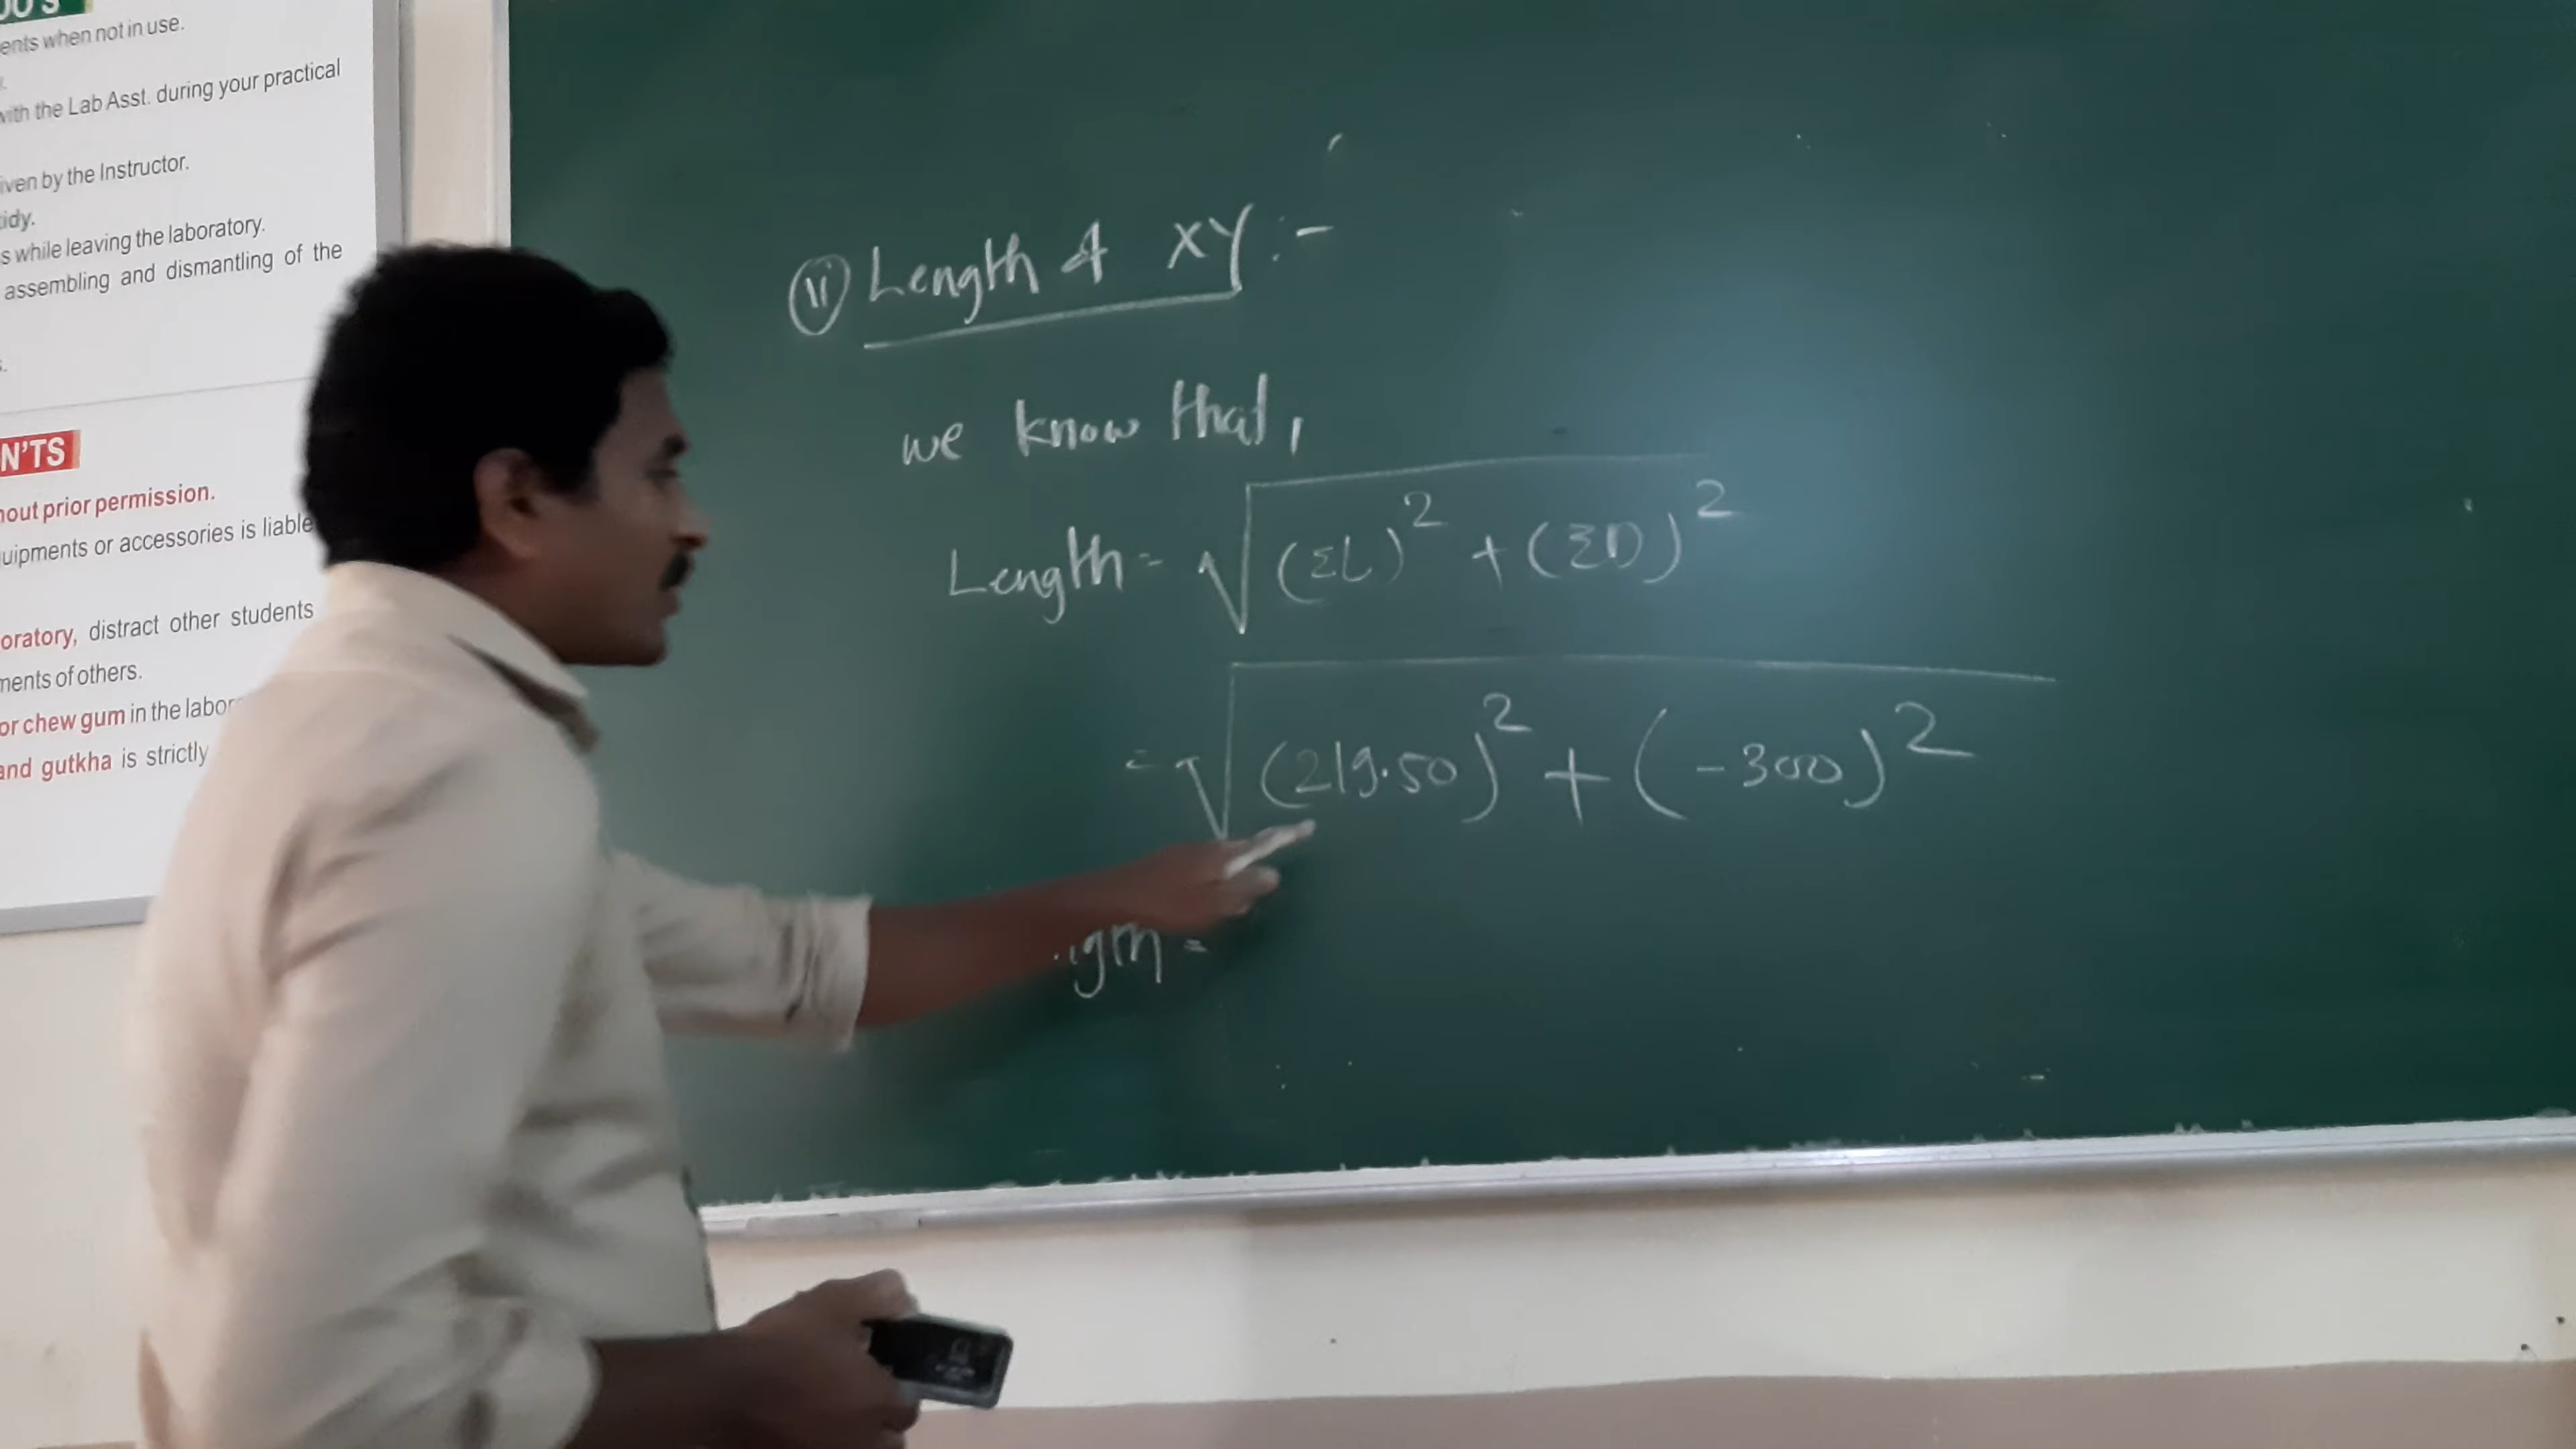 DO'S
ents when not in use.
with the Lab Asst. during your practical
iven by the Instructor.
idy.
s while leaving the laboratory.
assembling and dismantling of the
s.
N'TS
hout prior permission.
uipments or accessories is liable
oratory, distract other students
ments of others.
or chew gum in the labor
and gutkha is strictly
(ii) Length of XY:-
we know that,
Length = √(ΣL)² + (ΣD)²
= √(219.50)² + (-300)²
gth =